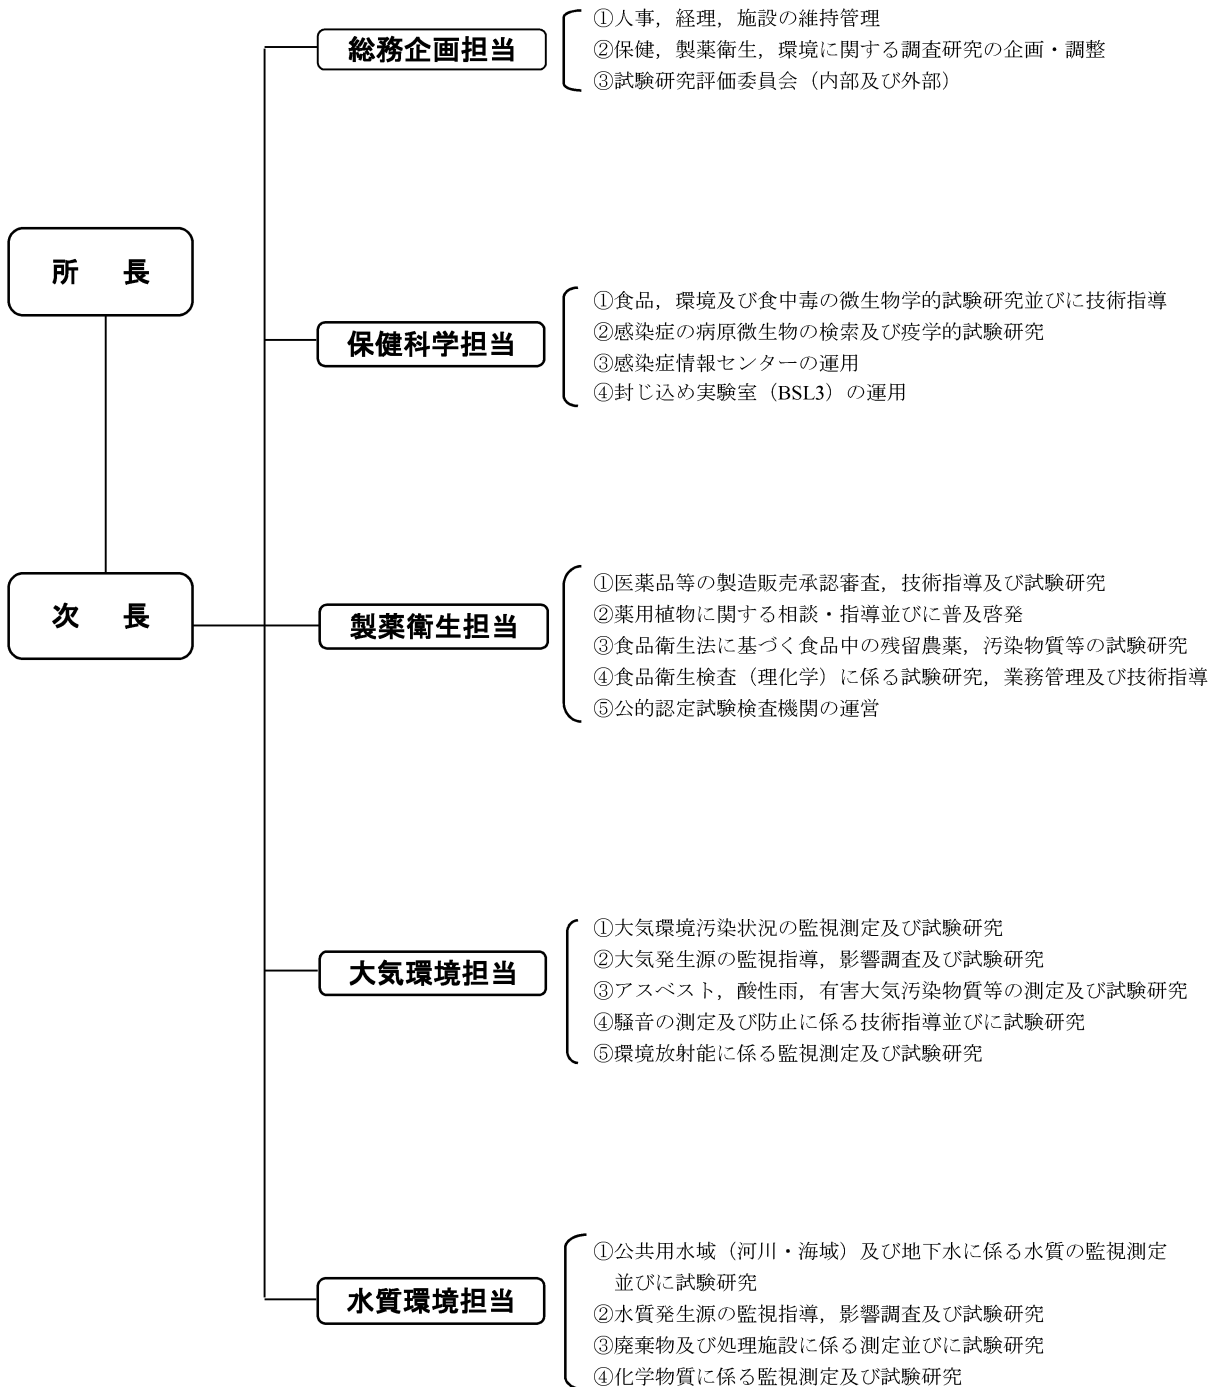 総務企画担当
①人事，経理，施設の維持管理
②保健，製薬衛生，環境に関する調査研究の企画・調整
③試験研究評価委員会（内部及び外部）
所　長
保健科学担当
①食品，環境及び食中毒の微生物学的試験研究並びに技術指導
②感染症の病原微生物の検索及び疫学的試験研究
③感染症情報センターの運用
④封じ込め実験室（BSL3）の運用
次　長
製薬衛生担当
①医薬品等の製造販売承認審査，技術指導及び試験研究
②薬用植物に関する相談・指導並びに普及啓発
③食品衛生法に基づく食品中の残留農薬，汚染物質等の試験研究
④食品衛生検査（理化学）に係る試験研究，業務管理及び技術指導
⑤公的認定試験検査機関の運営
大気環境担当
①大気環境汚染状況の監視測定及び試験研究
②大気発生源の監視指導，影響調査及び試験研究
③アスベスト，酸性雨，有害大気汚染物質等の測定及び試験研究
④騒音の測定及び防止に係る技術指導並びに試験研究
⑤環境放射能に係る監視測定及び試験研究
水質環境担当
①公共用水域（河川・海域）及び地下水に係る水質の監視測定
並びに試験研究
②水質発生源の監視指導，影響調査及び試験研究
③廃棄物及び処理施設に係る測定並びに試験研究
④化学物質に係る監視測定及び試験研究